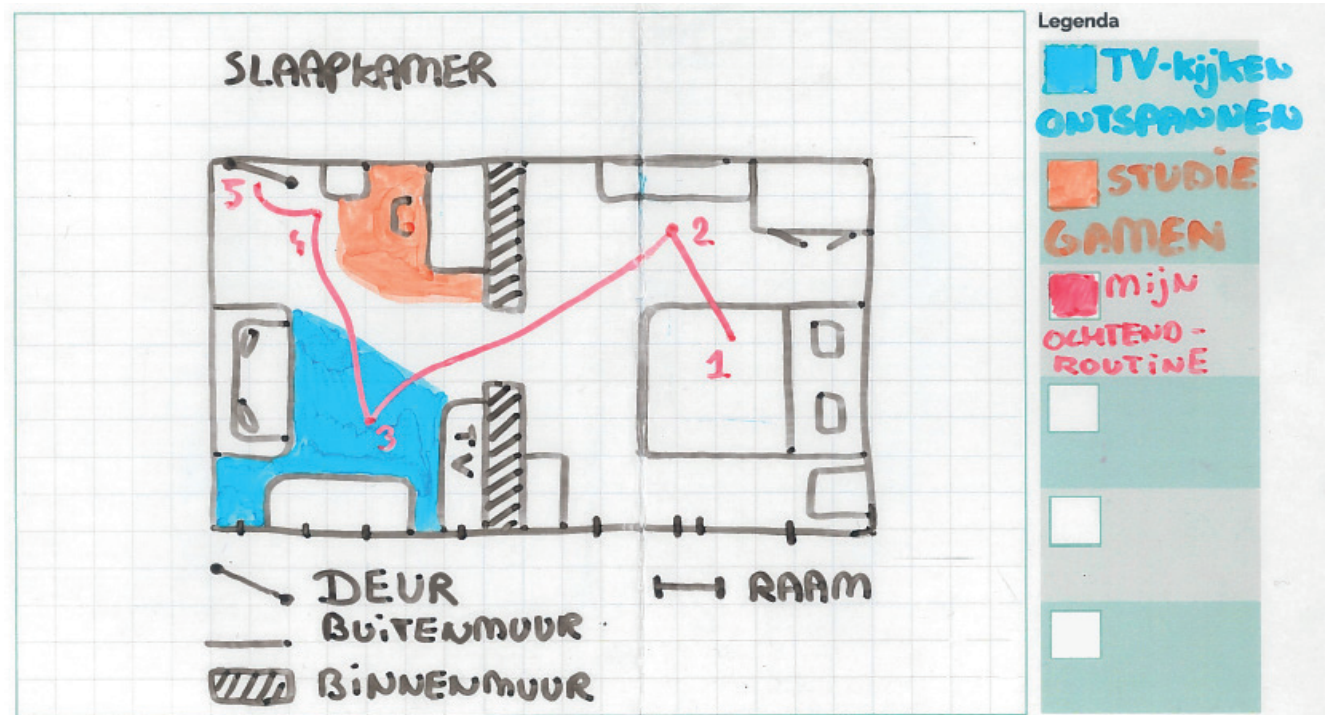 SLAAPKAMER
5
4
2
1
3
TV
DEUR
RAAM
BUITENMUUR
BINNENMUUR
Legenda
TV-kijken
ONTSPANNEN
STUDIE
GAMEN
mijn
OCHTEND-
ROUTINE